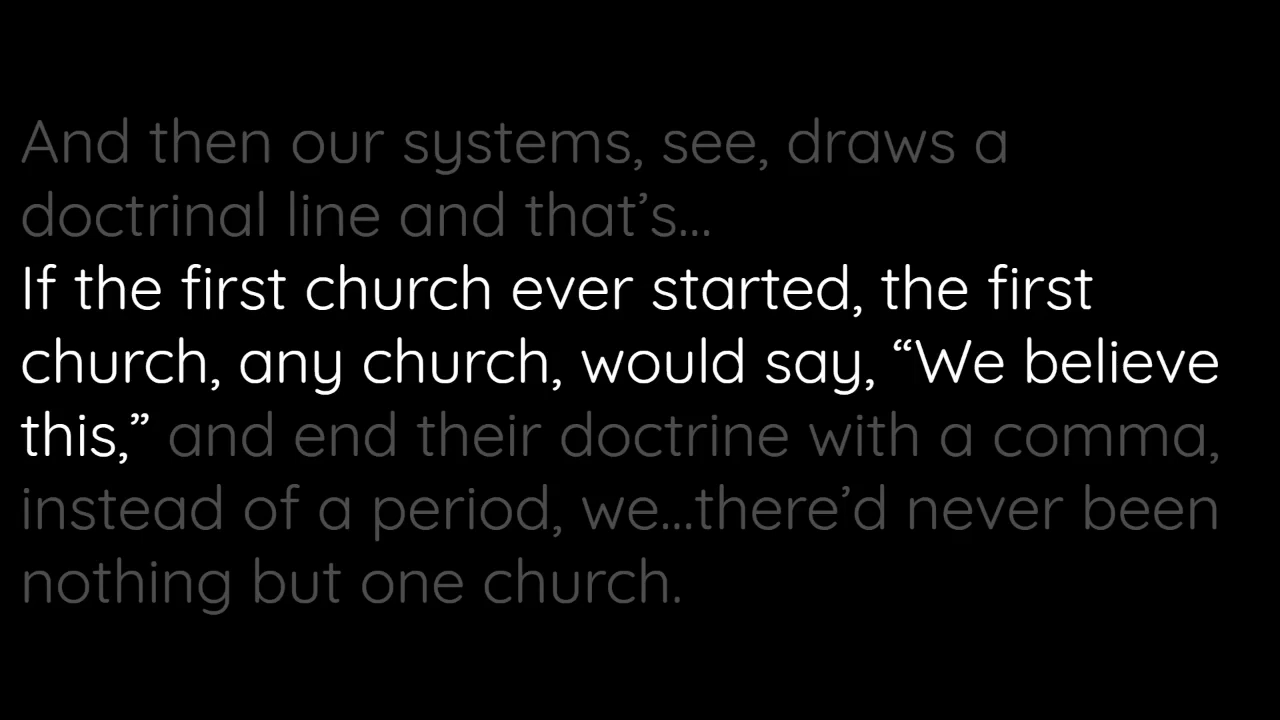 And then our systems, see, draws a
doctrinal line and that’s...
If the first church ever started, the first
church, any church, would say, “We believe
this,” and end their doctrine with a comma,
instead of a period, we...there’d never been
nothing but one church.